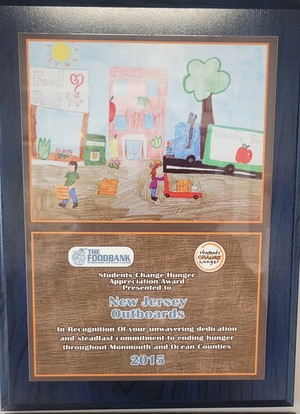 Food
THE
FOODBANK
Students
CHANGE
Hunger
Students Change Hunger
Appreciation Award
Presented to
New Jersey
Outboards
In Recognition Of your unwavering dedication
and steadfast commitment to ending hunger
throughout Monmouth and Ocean Counties
2015